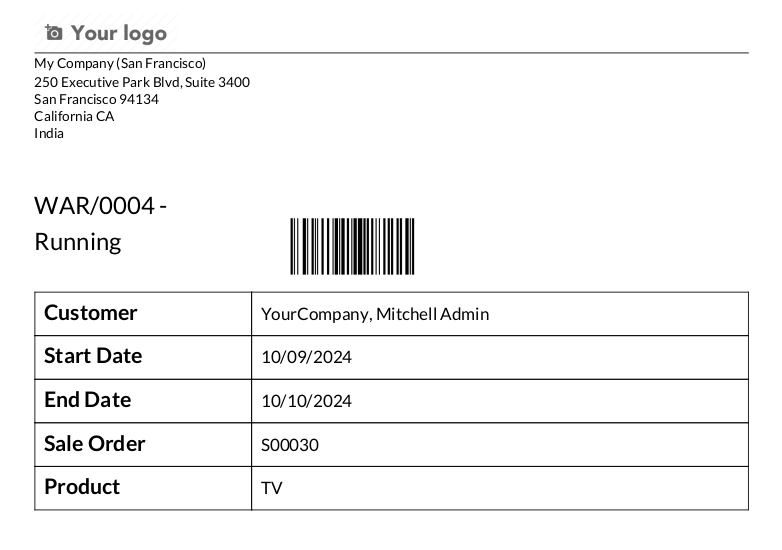 Your logo
My Company (San Francisco)
250 Executive Park Blvd, Suite 3400
San Francisco 94134
California CA
India
WAR/0004 -
Running
Customer YourCompany, Mitchell Admin
Start Date 10/09/2024
End Date 10/10/2024
Sale Order S00030
Product TV